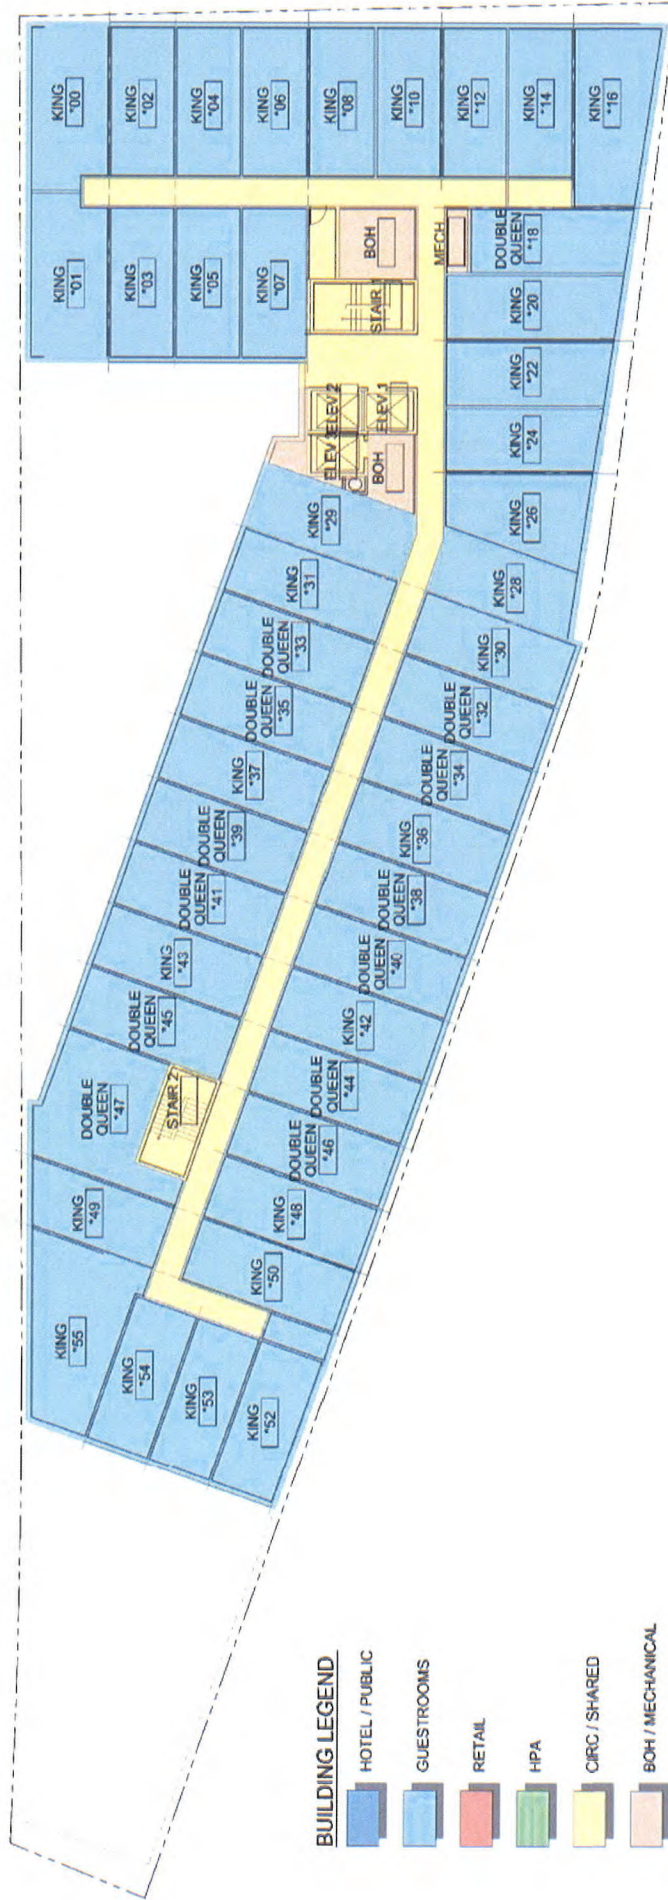 KING
*00
KING
*02
KING
*04
KING
*06
KING
*08
KING
*10
KING
*12
KING
*14
KING
*16
KING
*01
KING
*03
KING
*05
KING
*07
BOH
MECH
DOUBLE
QUEEN
*18
STAIR 1
KING
*20
KING
*22
KING
*24
KING
*26
KING
*28
ELEV 2
ELEV 1
ELEV 3
BOH
KING
*29
KING
*31
DOUBLE
QUEEN
*33
DOUBLE
QUEEN
*35
KING
*37
DOUBLE
QUEEN
*39
DOUBLE
QUEEN
*41
KING
*43
DOUBLE
QUEEN
*45
DOUBLE
QUEEN
*47
STAIR 2
KING
*49
KING
*30
DOUBLE
QUEEN
*32
DOUBLE
QUEEN
*34
KING
*36
DOUBLE
QUEEN
*38
DOUBLE
QUEEN
*40
KING
*42
DOUBLE
QUEEN
*44
DOUBLE
QUEEN
*46
KING
*48
KING
*50
KING
*55
KING
*54
KING
*53
KING
*52
BUILDING LEGEND
HOTEL / PUBLIC
GUESTROOMS
RETAIL
HPA
CIRC / SHARED
BOH / MECHANICAL